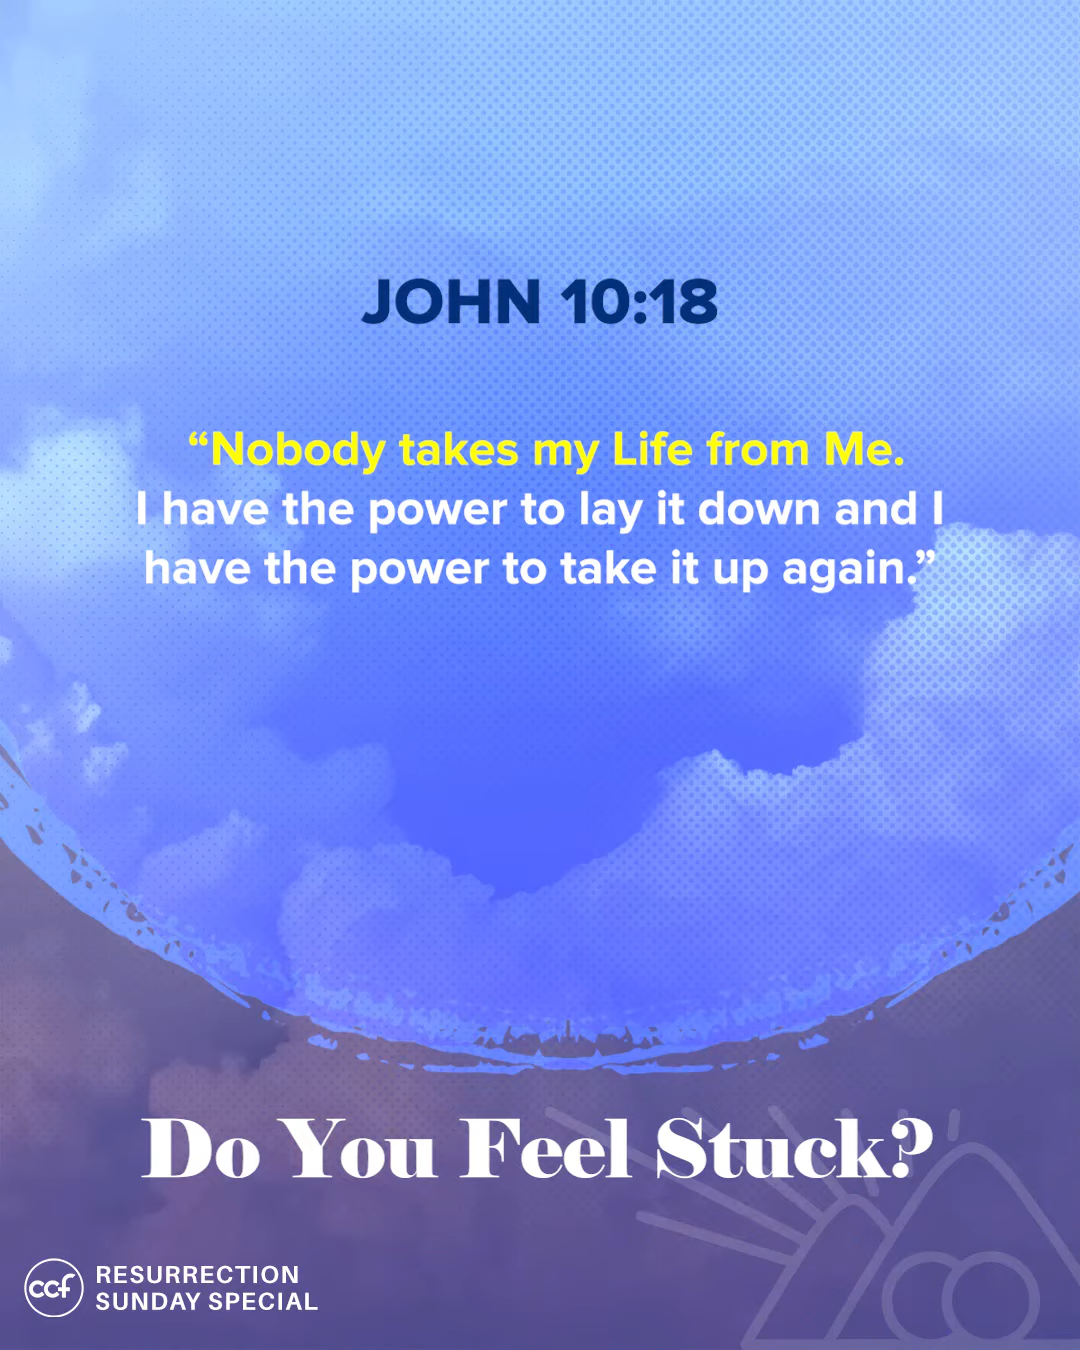 JOHN 10:18
“Nobody takes my Life from Me.
I have the power to lay it down and I
have the power to take it up again.”
Do You Feel Stuck?
ccf
RESURRECTION
SUNDAY SPECIAL